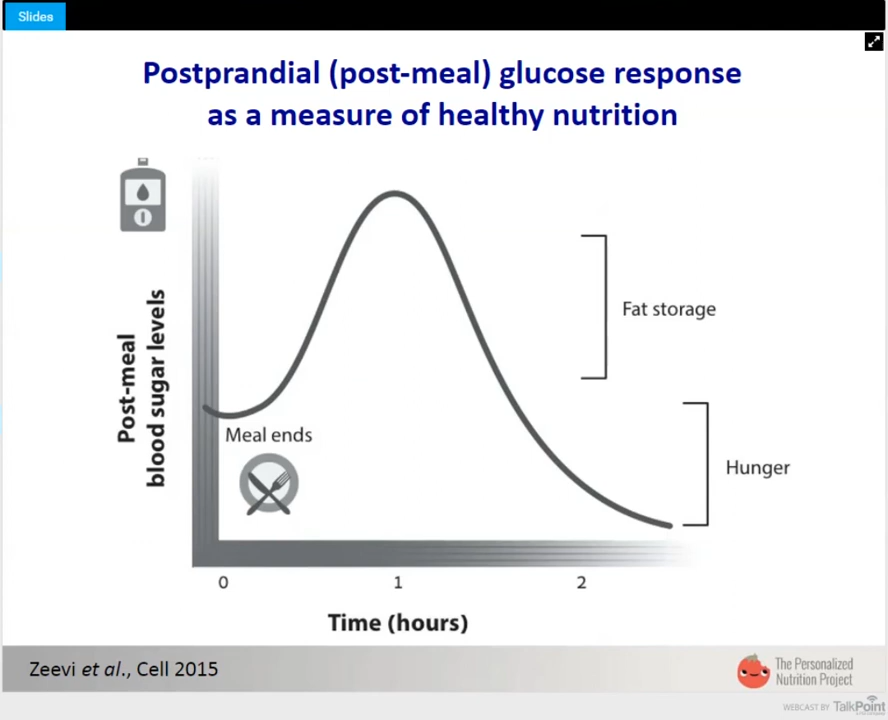 Slides
Postprandial (post-meal) glucose response
as a measure of healthy nutrition
Post-meal
blood sugar levels
Fat storage
Meal ends
Hunger
0 1 2
Time (hours)
Zeevi et al., Cell 2015
The Personalized
Nutrition Project
WEBCAST BY TalkPoint